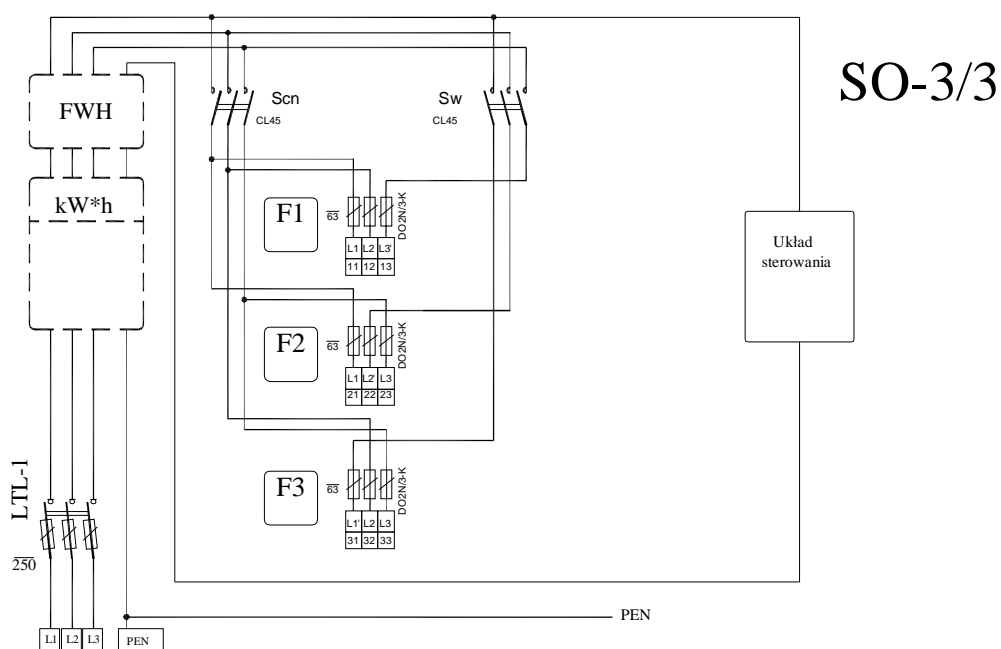 SO-3/3
FWH
Scn
CL45
Sw
CL45
kW*h
F1
63
DO2N/3-K
L1 L2 L3'
11 12 13
Układ
sterowania
F2
63
DO2N/3-K
L1 L2' L3
21 22 23
F3
63
DO2N/3-K
L1' L2 L3
31 32 33
LTL-1
250
PEN
L1 L2 L3 PEN